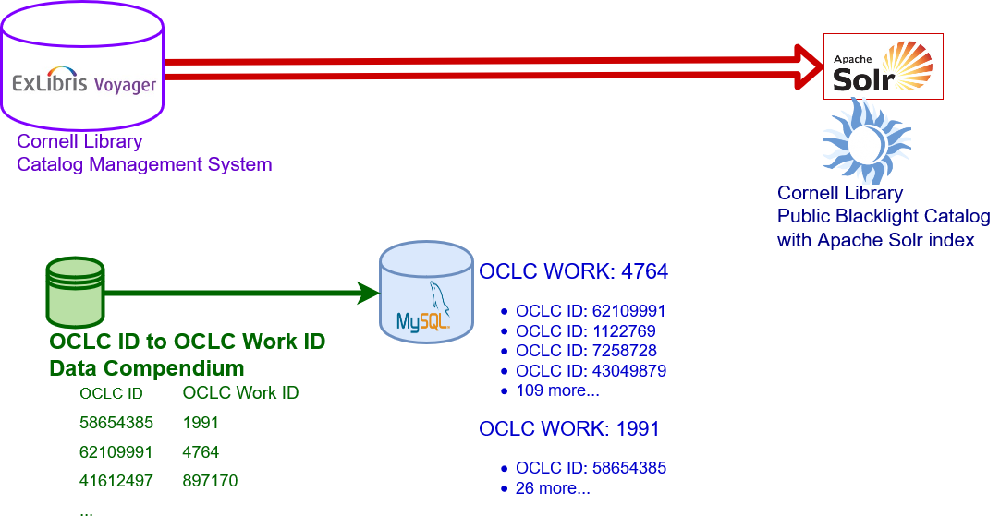 ExLibris Voyager
Cornell Library
Catalog Management System
Apache
Solr
Cornell Library
Public Blacklight Catalog
with Apache Solr index
MySQL
OCLC ID to OCLC Work ID
Data Compendium
OCLC ID OCLC Work ID
58654385 1991
62109991 4764
41612497 897170
...
OCLC WORK: 4764
• OCLC ID: 62109991
• OCLC ID: 1122769
• OCLC ID: 7258728
• OCLC ID: 43049879
• 109 more...
OCLC WORK: 1991
• OCLC ID: 58654385
• 26 more...